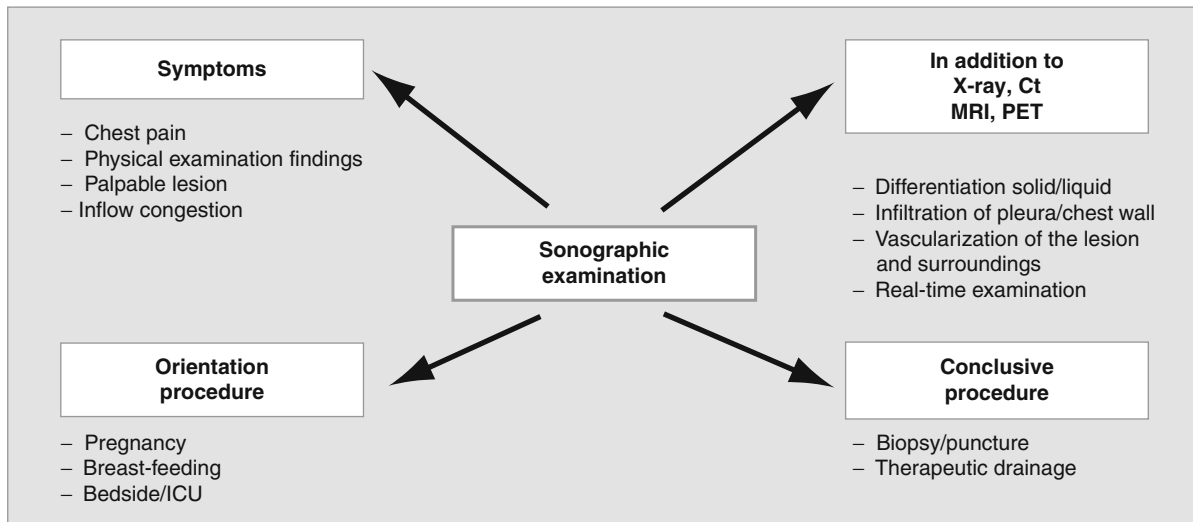 Symptoms
– Chest pain
– Physical examination findings
– Palpable lesion
– Inflow congestion
In addition to
X-ray, Ct
MRI, PET
– Differentiation solid/liquid
– Infiltration of pleura/chest wall
– Vascularization of the lesion
and surroundings
– Real-time examination
Sonographic
examination
Orientation
procedure
– Pregnancy
– Breast-feeding
– Bedside/ICU
Conclusive
procedure
– Biopsy/puncture
– Therapeutic drainage